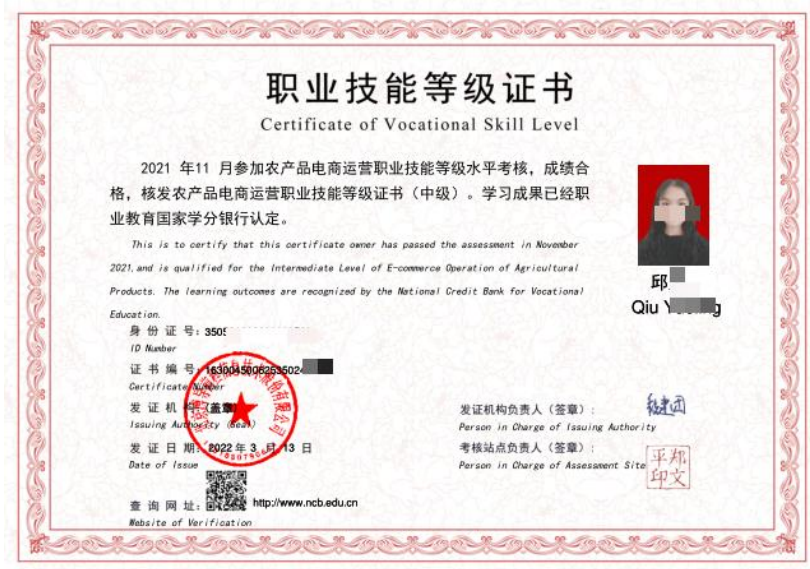 职业技能等级证书
Certificate of Vocational Skill Level
2021 年11 月参加农产品电商运营职业技能等级水平考核，成绩合
格，核发农产品电商运营职业技能等级证书（中级）。学习成果已经职
业教育国家学分银行认定。
This is to certify that this certificate owner has passed the assessment in November
2021,and is qualified for the Intermediate Level of E-commerce Operation of Agricultural
Products. The learning outcomes are recognized by the National Credit Bank for Vocational
Education.
邱
Qiu
身 份 证 号: 3505
ID Number
证 书 编 号:
Certificate Number
发 证 机 构（盖章）
Issuing Authority (Seal)
发 证 日 期: 2022 年 3 月 13 日
Date of Issue
查 询 网 址: http://www.ncb.edu.cn
Website of Verification
发证机构负责人（签章）:
Person in Charge of Issuing Authority
考核站点负责人（签章）:
Person in Charge of Assessment Site
郑文
平印